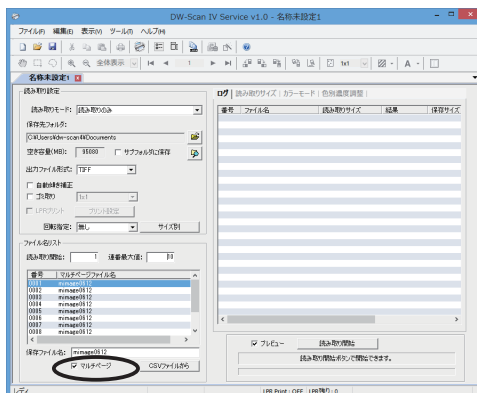 DW-Scan IV Service v1.0 - 名称未設定1
ファイル(F) 編集(E) 表示(V) ツール(T) ヘルプ(H)
全体表示 1 1x1 A
名称未設定1
読み取り設定
読み取りモード: 読み取りのみ
保存先フォルダ:
C:¥Users¥dw-scan4¥Documents
空き容量(MB): 95080 サブフォルダに保存
出力ファイル形式: TIFF
自動傾き補正
ゴミ取り 1x1
LPRプリント プリント設定
回転指定: 無し サイズ別
ファイル名リスト
読み取り開始: 1 連番最大値: 10
番号 マルチページファイル名
0001 mimage0612
0002 mimage0612
0003 mimage0612
0004 mimage0612
0005 mimage0612
0006 mimage0612
0007 mimage0612
0008 mimage0612
保存ファイル名: mimage0612
マルチページ CSVファイルから
ログ 読み取りサイズ カラーモード 色別濃度調整
番号 ファイル名 読み取りサイズ 結果 保存サイズ
プレビュー 読み取り開始
読み取り開始ボタンで開始できます。
レディ LPR Print : OFF LPR残り: 0